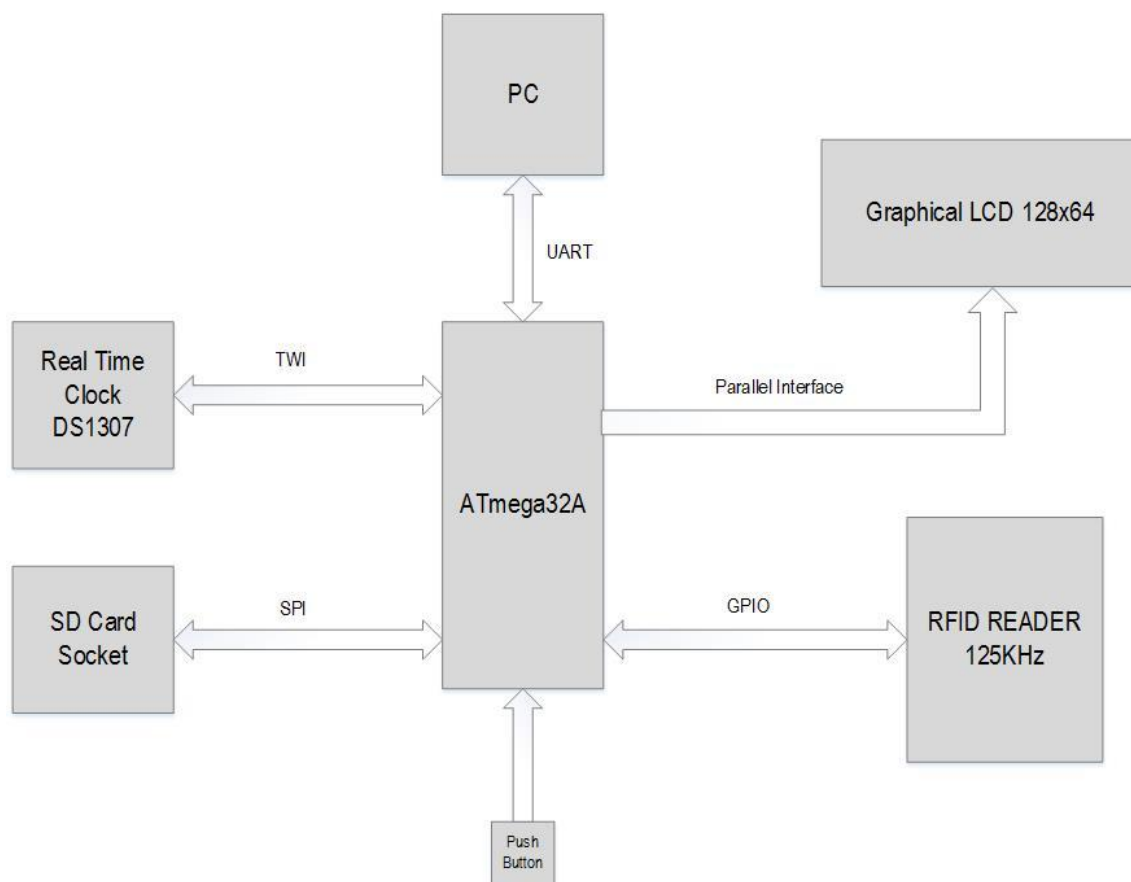 PC
Graphical LCD 128x64
UART
Real Time
Clock
DS1307
TWI
Parallel Interface
ATmega32A
SD Card
Socket
SPI
GPIO
RFID READER
125KHz
Push
Button